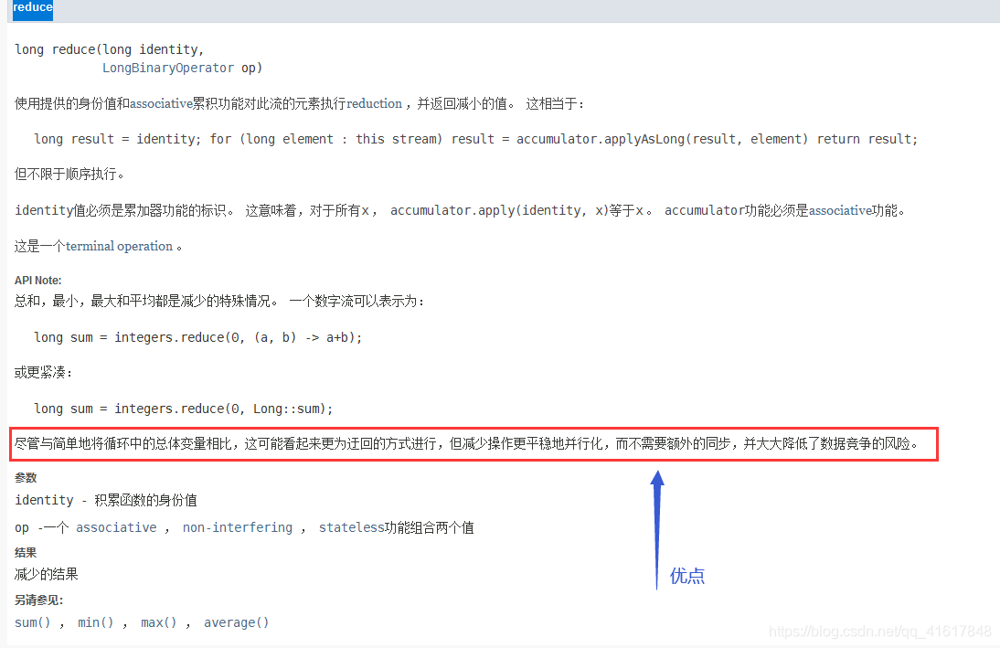 reduce
long reduce(long identity,
LongBinaryOperator op)
使用提供的身份值和associative累积功能对此流的元素执行reduction ，并返回减小的值。 这相当于：
long result = identity; for (long element : this stream) result = accumulator.applyAsLong(result, element) return result;
但不限于顺序执行。
identity值必须是累加器功能的标识。 这意味着，对于所有x ， accumulator.apply(identity, x)等于x 。 accumulator功能必须是associative功能。
这是一个terminal operation 。
API Note:
总和，最小，最大和平均都是减少的特殊情况。 一个数字流可以表示为：
long sum = integers.reduce(0, (a, b) -> a+b);
或更紧凑：
long sum = integers.reduce(0, Long::sum);
尽管与简单地将循环中的总体变量相比，这可能看起来更为迂回的方式进行，但减少操作更平稳地并行化，而不需要额外的同步，并大大降低了数据竞争的风险。
参数
identity - 积累函数的身份值
op -一个 associative ， non-interfering ， stateless功能组合两个值
结果
减少的结果
优点
另请参见：
sum() ， min() ， max() ， average()
https://blog.csdn.net/qq_41617848